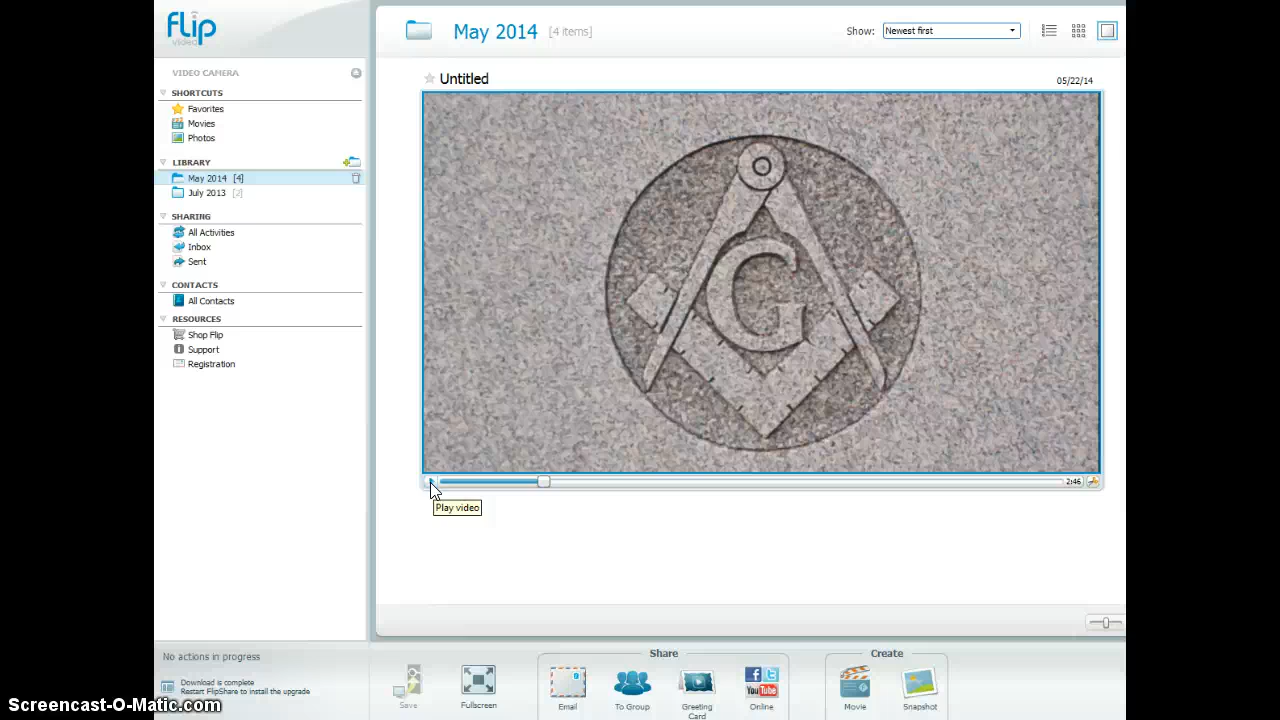 flip
video
VIDEO CAMERA
SHORTCUTS
Favorites
Movies
Photos
LIBRARY
May 2014 [4]
July 2013 [2]
SHARING
All Activities
Inbox
Sent
CONTACTS
All Contacts
RESOURCES
Shop Flip
Support
Registration
May 2014 [4 items]
Show: Newest first
Untitled
05/22/14
G
2:46
Play video
No actions in progress
Download is complete
Restart FlipShare to install the upgrade
Save
Fullscreen
Share
Email
To Group
Greeting
Card
f t
You Tube
Online
Create
Movie
Snapshot
Screencast-O-Matic.com